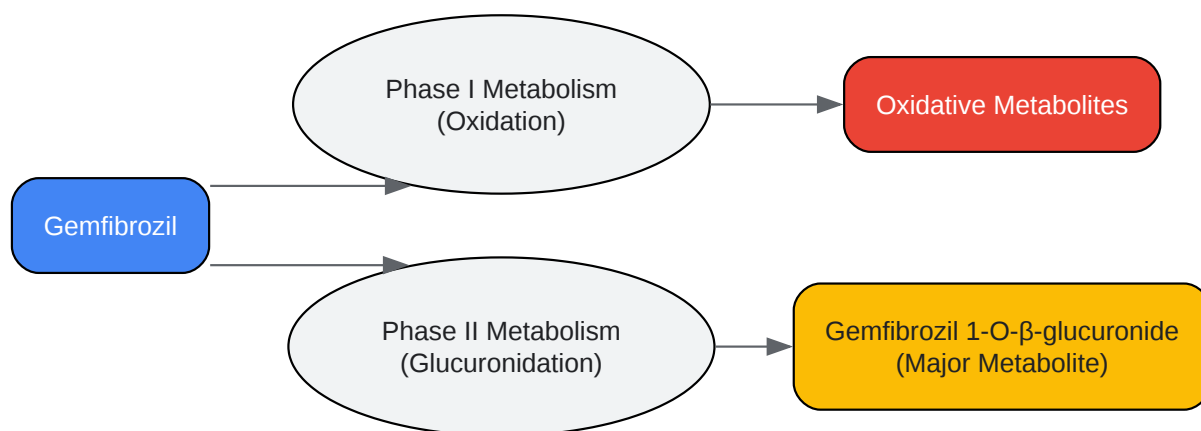 Phase I Metabolism
(Oxidation)
Oxidative Metabolites
Gemfibrozil
Phase II Metabolism
(Glucuronidation)
Gemfibrozil 1-O-β-glucuronide
(Major Metabolite)